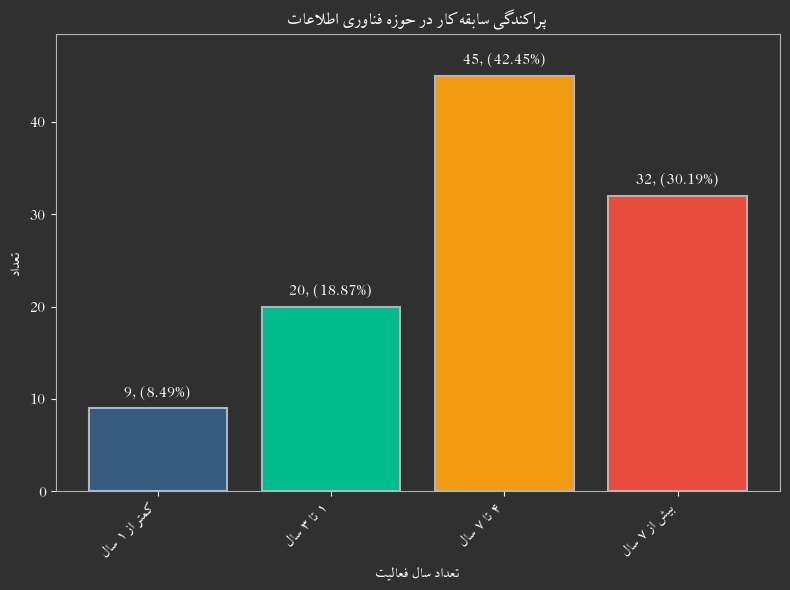 پراکندگی سابقه کار در حوزه فناوری اطلاعات
45, (42.45%)
32, (30.19%)
20, (18.87%)
9, (8.49%)
تعداد
40
30
20
10
0
کمتر از ۱ سال
۱ تا ۳ سال
۴ تا ۷ سال
بیش از ۷ سال
تعداد سال فعالیت